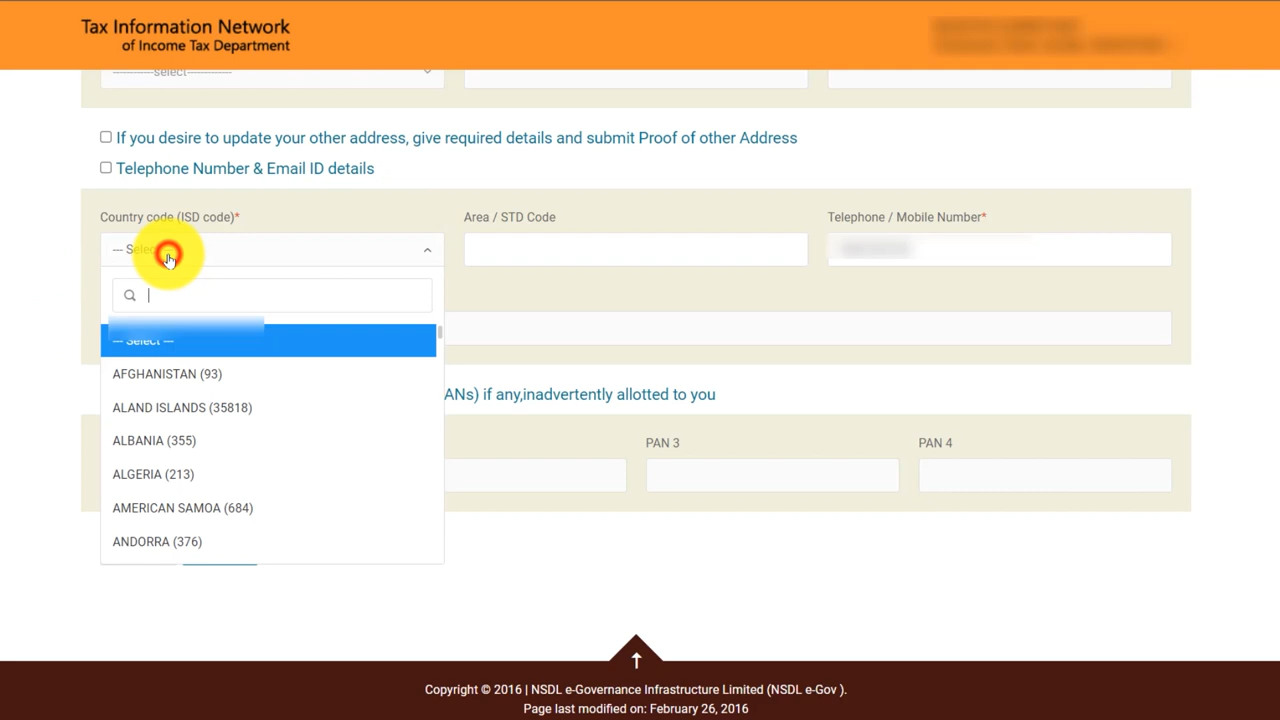 Tax Information Network
of Income Tax Department
------------select-------------
If you desire to update your other address, give required details and submit Proof of other Address
Telephone Number & Email ID details
Country code (ISD code)*
Area / STD Code
Telephone / Mobile Number*
--- Select
--- Select ---
AFGHANISTAN (93)
ALAND ISLANDS (35818)
ALBANIA (355)
ALGERIA (213)
AMERICAN SAMOA (684)
ANDORRA (376)
ANs) if any,inadvertently allotted to you
PAN 3
PAN 4
Copyright © 2016 | NSDL e-Governance Infrastructure Limited (NSDL e-Gov ).
Page last modified on: February 26, 2016